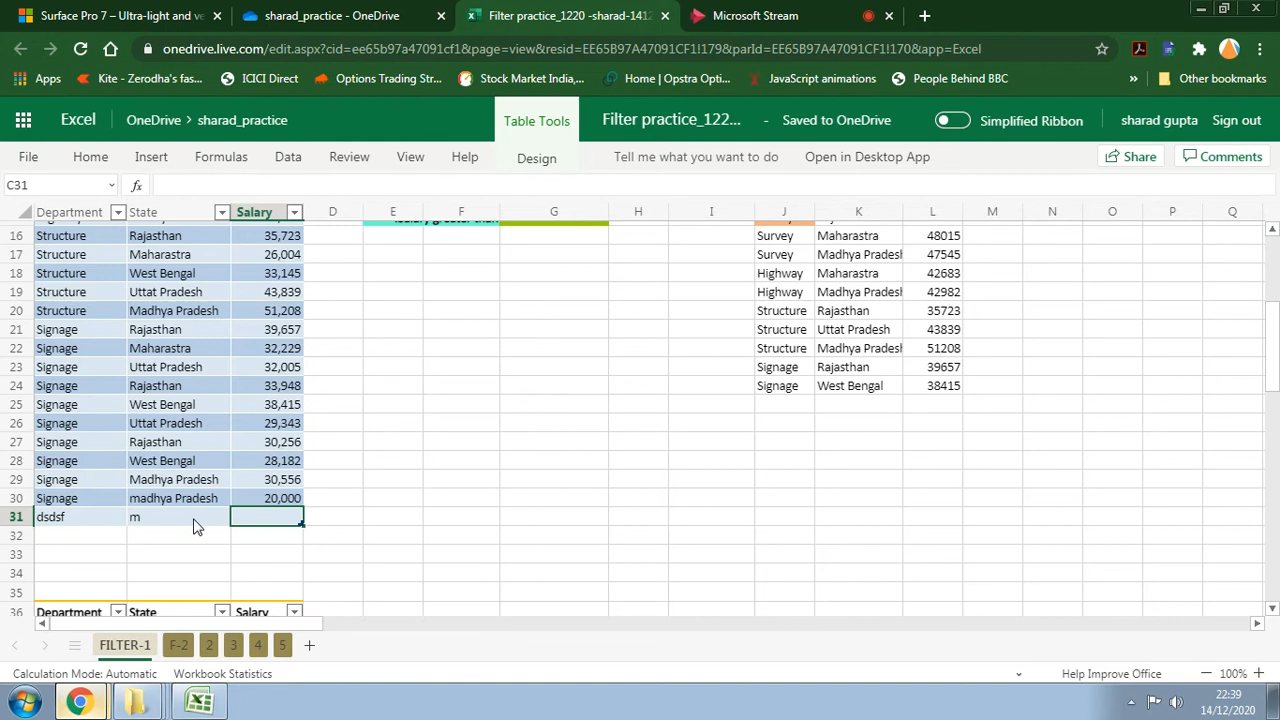 Surface Pro 7 – Ultra-light and ve
sharad_practice - OneDrive
Filter practice_1220 -sharad-1412
Microsoft Stream
onedrive.live.com/edit.aspx?cid=ee65b97a47091cf1&page=view&resid=EE65B97A47091CF1!179&parId=EE65B97A47091CF1!170&app=Excel
Apps
Kite - Zerodha's fas...
ICICI Direct
Options Trading Str...
Stock Market India,...
Home | Opstra Opti...
JavaScript animations
People Behind BBC
»
Other bookmarks
Excel
OneDrive > sharad_practice
Table Tools
Filter practice_122...
- Saved to OneDrive
Simplified Ribbon
sharad gupta
Sign out
File Home Insert Formulas Data Review View Help Design
Tell me what you want to do
Open in Desktop App
Share
Comments
C31
fx
Department State Salary D E F G H I J K L M N O P Q
16 Structure Rajasthan 35,723 Survey Maharastra 48015
17 Structure Maharastra 26,004 Survey Madhya Pradesh 47545
18 Structure West Bengal 33,145 Highway Maharastra 42683
19 Structure Uttat Pradesh 43,839 Highway Madhya Pradesh 42982
20 Structure Madhya Pradesh 51,208 Structure Rajasthan 35723
21 Signage Rajasthan 39,657 Structure Uttat Pradesh 43839
22 Signage Maharastra 32,229 Structure Madhya Pradesh 51208
23 Signage Uttat Pradesh 32,005 Signage Rajasthan 39657
24 Signage Rajasthan 33,948 Signage West Bengal 38415
25 Signage West Bengal 38,415
26 Signage Uttat Pradesh 29,343
27 Signage Rajasthan 30,256
28 Signage West Bengal 28,182
29 Signage Madhya Pradesh 30,556
30 Signage madhya Pradesh 20,000
31 dsdsf m
32
33
34
35
36 Department State Salary
FILTER-1 F-2 2 3 4 5
Calculation Mode: Automatic Workbook Statistics
Help Improve Office
100%
22:39
14/12/2020